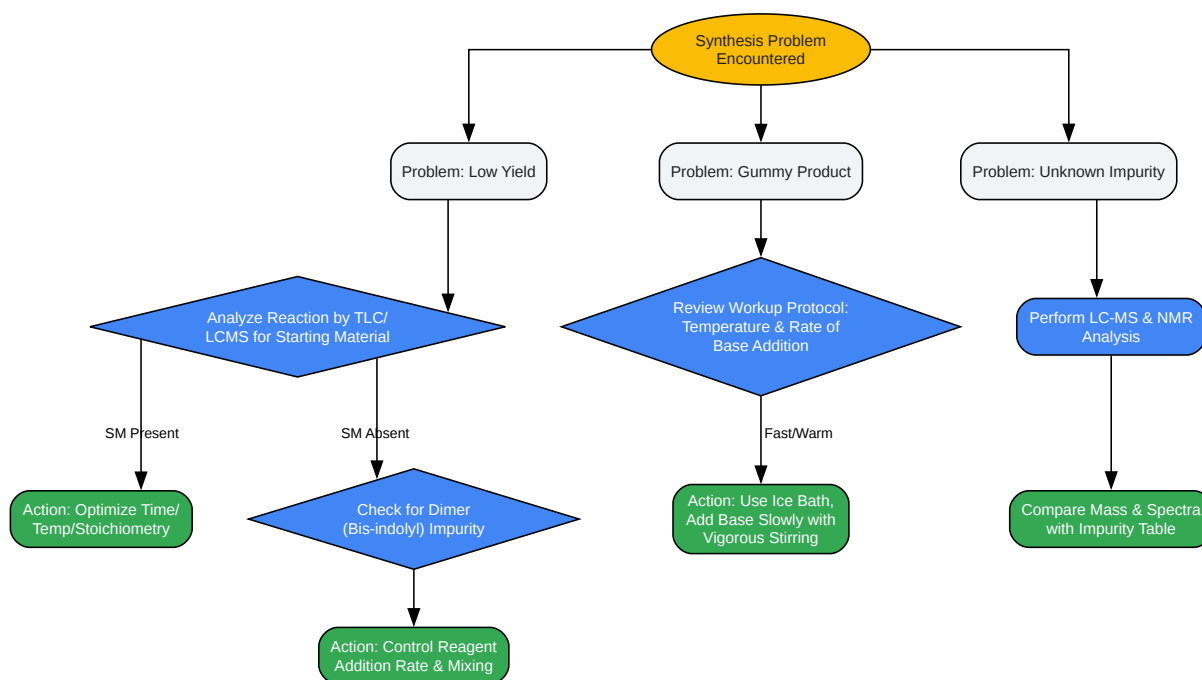 Synthesis Problem
Encountered
Problem: Low Yield
Problem: Gummy Product
Problem: Unknown Impurity
Analyze Reaction by TLC/
LCMS for Starting Material
Review Workup Protocol:
Temperature & Rate of
Base Addition
Perform LC-MS & NMR
Analysis
SM Present
SM Absent
Fast/Warm
Action: Optimize Time/
Temp/Stoichiometry
Check for Dimer
(Bis-indolyl) Impurity
Action: Use Ice Bath,
Add Base Slowly with
Vigorous Stirring
Compare Mass & Spectra
with Impurity Table
Action: Control Reagent
Addition Rate & Mixing